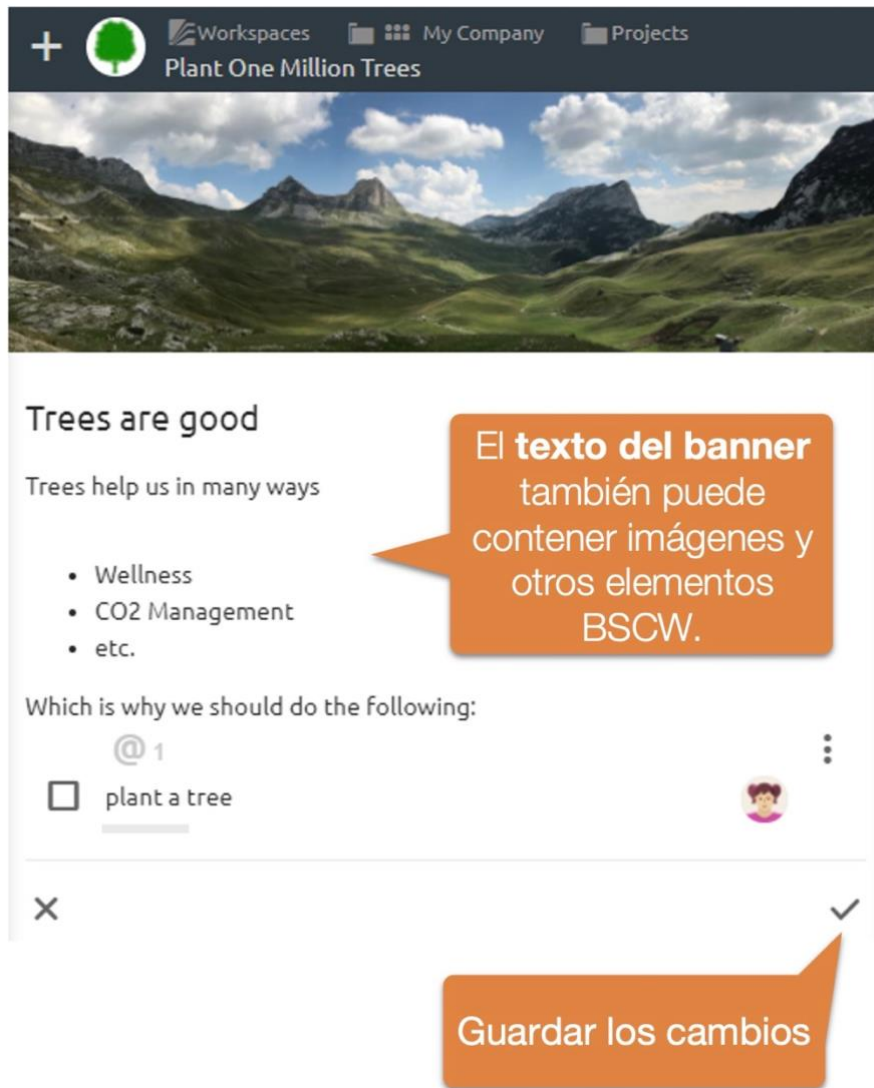 Workspaces My Company Projects
Plant One Million Trees
Trees are good
Trees help us in many ways
• Wellness
• CO2 Management
• etc.
El texto del banner
también puede
contener imágenes y
otros elementos
BSCW.
Which is why we should do the following:
@ 1
plant a tree
Guardar los cambios